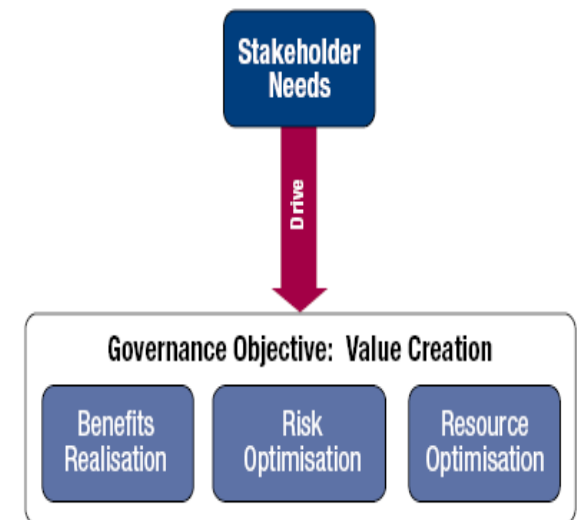 Stakeholder
Needs
Drive
Governance Objective: Value Creation
Benefits
Realisation
Risk
Optimisation
Resource
Optimisation